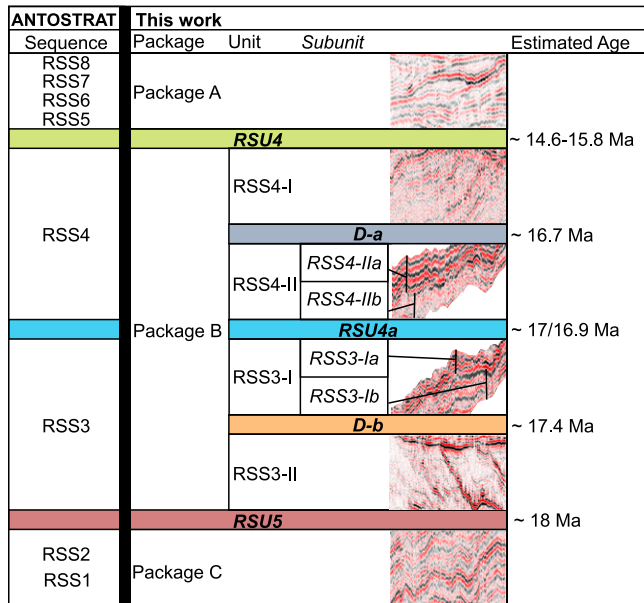 ANTOSTRAT This work
Sequence Package Unit Subunit Estimated Age
RSS8
RSS7
RSS6
RSS5
Package A
RSU4 ~ 14.6-15.8 Ma
RSS4
RSS4-I
D-a ~ 16.7 Ma
RSS4-II
RSS4-IIa
RSS4-IIb
Package B
RSU4a ~ 17/16.9 Ma
RSS3
RSS3-I
RSS3-Ia
RSS3-Ib
D-b ~ 17.4 Ma
RSS3-II
RSU5 ~ 18 Ma
RSS2
RSS1
Package C